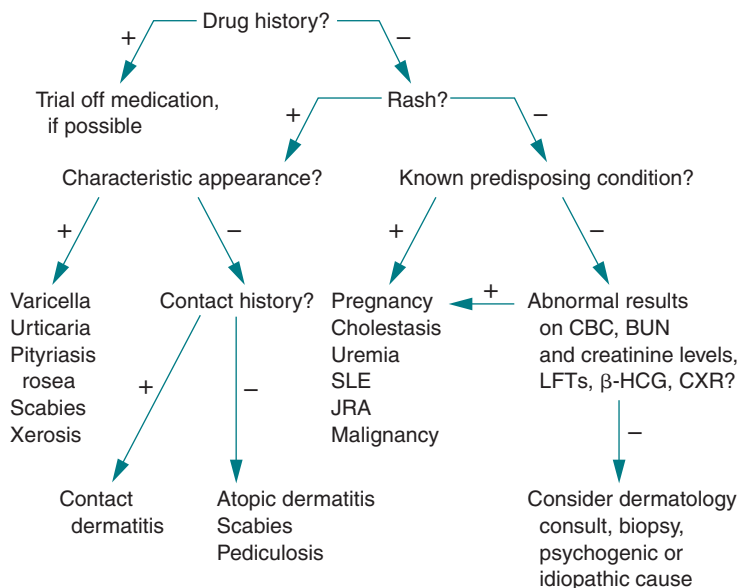 Drug history?
+
−
Trial off medication,
if possible
Rash?
+
−
Characteristic appearance?
Known predisposing condition?
+
−
+
−
Varicella
Urticaria
Pityriasis
rosea
Scabies
Xerosis
Contact history?
Pregnancy
Cholestasis
Uremia
SLE
JRA
Malignancy
+
Abnormal results
on CBC, BUN
and creatinine levels,
LFTs, β-HCG, CXR?
+
−
−
Contact
dermatitis
Atopic dermatitis
Scabies
Pediculosis
Consider dermatology
consult, biopsy,
psychogenic or
idiopathic cause